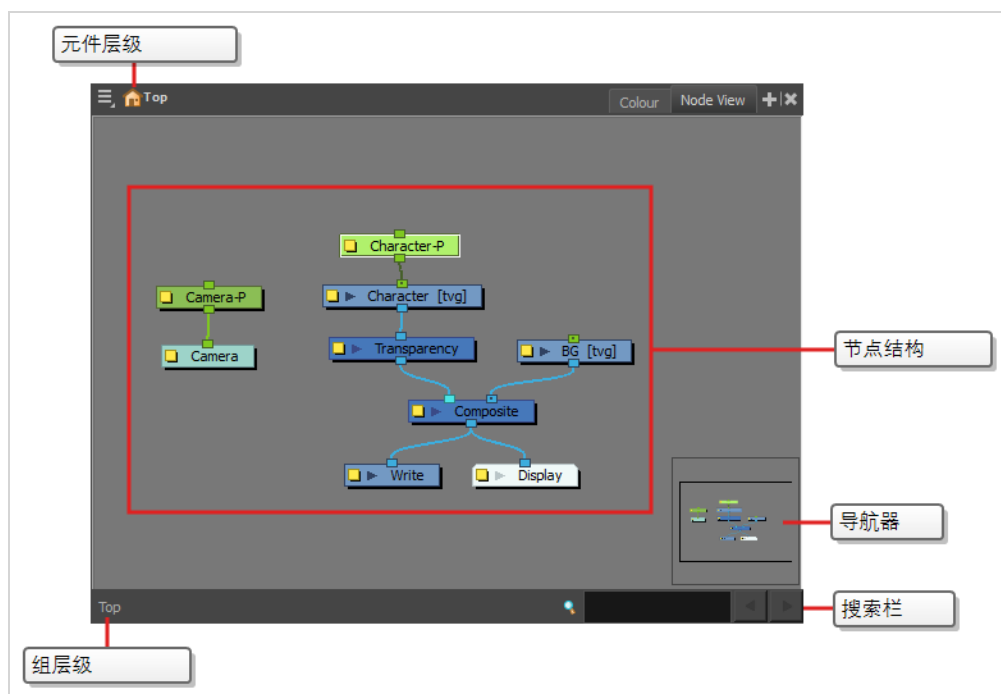 元件层级
Top
Colour
Node View
Character-P
Camera-P
Character [tvg]
Camera
Transparency
BG [tvg]
节点结构
Composite
Write
Display
导航器
Top
搜索栏
组层级